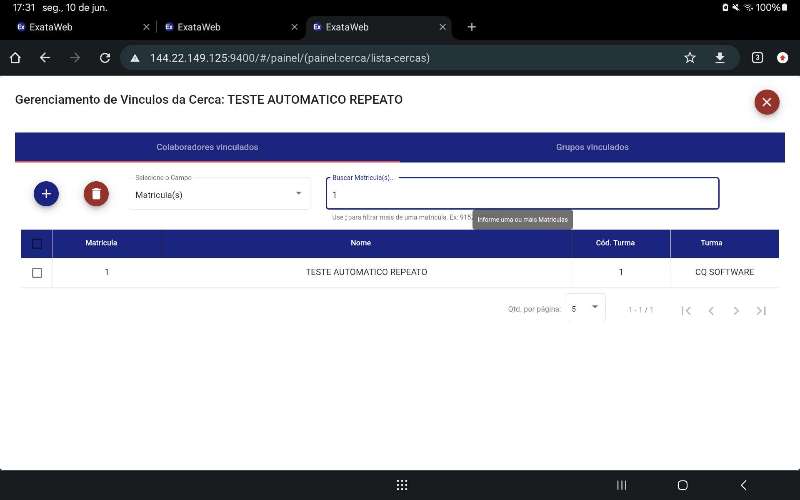 17:31 seg., 10 de jun. 100%
ExataWeb ExataWeb ExataWeb
144.22.149.125:9400/#/painel/(painel:cerca/lista-cercas) 3
Gerenciamento de Vinculos da Cerca: TESTE AUTOMATICO REPEATO
Colaboradores vinculados Grupos vinculados
Selecione o Campo Buscar Matricula(s)...
Matricula(s) 1
Use ; para filtrar mais de uma matricula. Ex: 915
Informe uma ou mais Matriculas
Matricula Nome Cód. Turma Turma
1 TESTE AUTOMATICO REPEATO 1 CQ SOFTWARE
Qtd. por página: 5 1 - 1 / 1